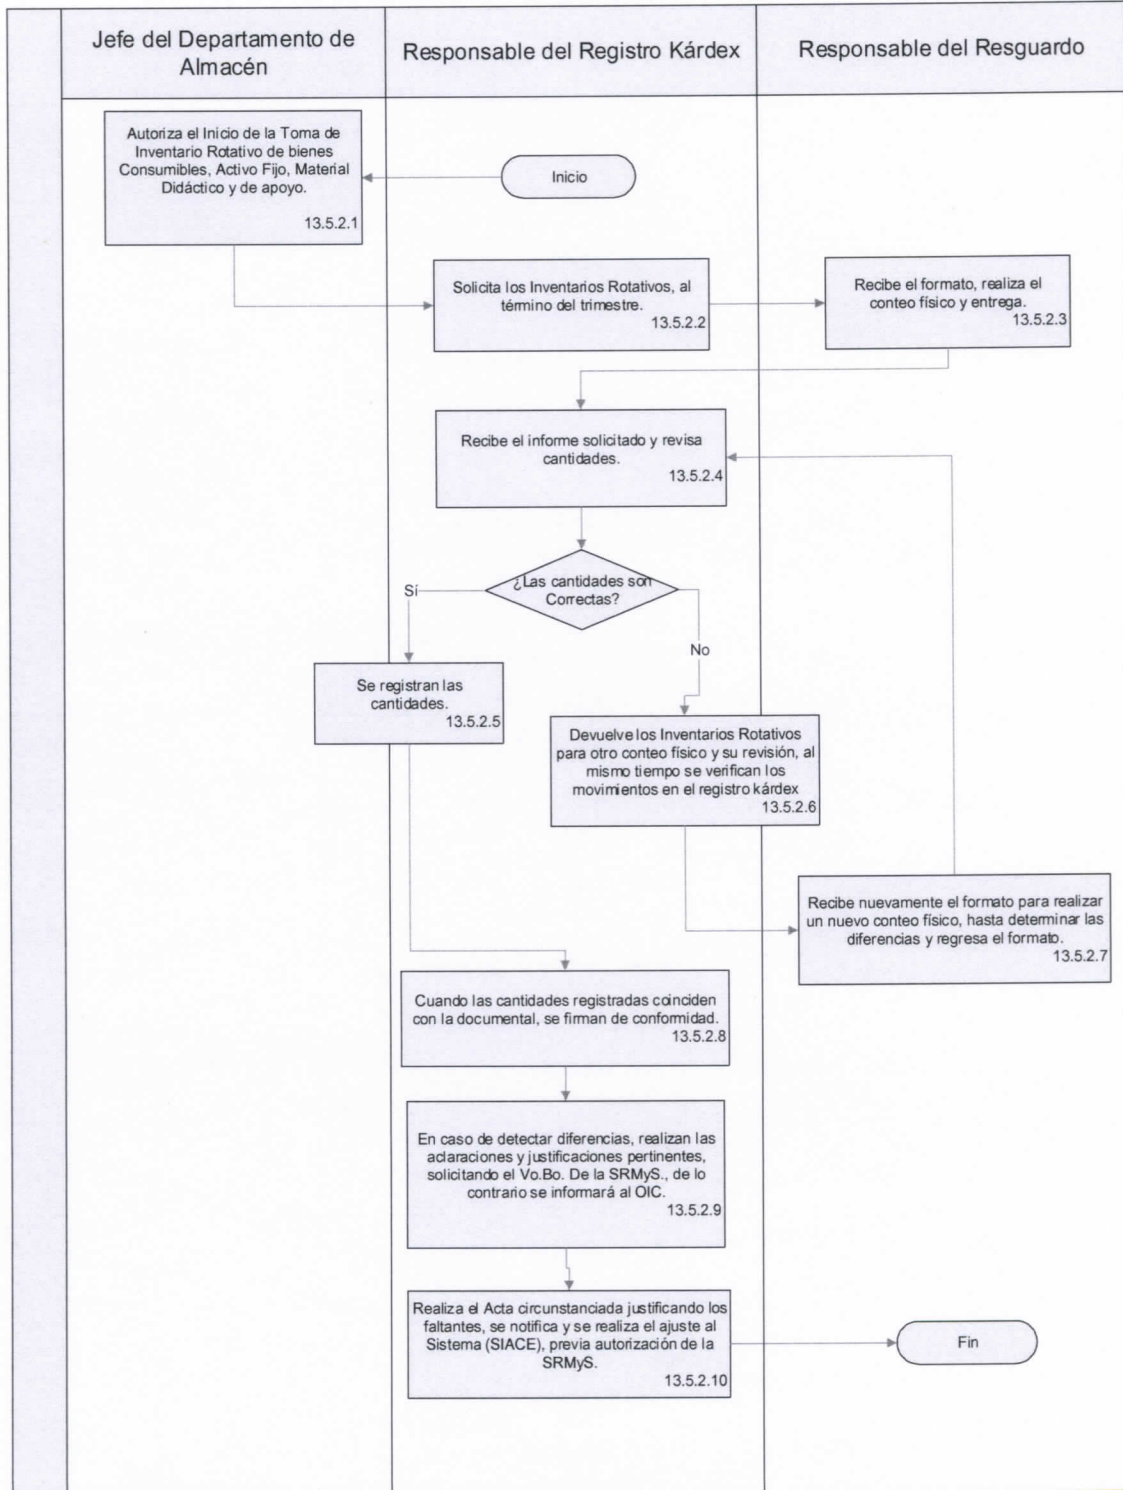 Jefe del Departamento de
Almacén
Responsable del Registro Kárdex
Responsable del Resguardo
Autoriza el Inicio de la Toma de
Inventario Rotativo de bienes
Consumibles, Activo Fijo, Material
Didáctico y de apoyo.
13.5.2.1
Inicio
Solicita los Inventarios Rotativos, al
término del trimestre.
13.5.2.2
Recibe el formato, realiza el
conteo físico y entrega.
13.5.2.3
Recibe el informe solicitado y revisa
cantidades.
13.5.2.4
¿Las cantidades son
Correctas?
Sí
No
Se registran las
cantidades.
13.5.2.5
Devuelve los Inventarios Rotativos
para otro conteo físico y su revisión, al
mismo tiempo se verifican los
movimientos en el registro kárdex
13.5.2.6
Recibe nuevamente el formato para realizar
un nuevo conteo físico, hasta determinar las
diferencias y regresa el formato.
13.5.2.7
Cuando las cantidades registradas coinciden
con la documental, se firman de conformidad.
13.5.2.8
En caso de detectar diferencias, realizan las
aclaraciones y justificaciones pertinentes,
solicitando el Vo.Bo. De la SRMyS., de lo
contrario se informará al OIC.
13.5.2.9
Realiza el Acta circunstanciada justificando los
faltantes, se notifica y se realiza el ajuste al
Sistema (SIACE), previa autorización de la
SRMyS.
13.5.2.10
Fin